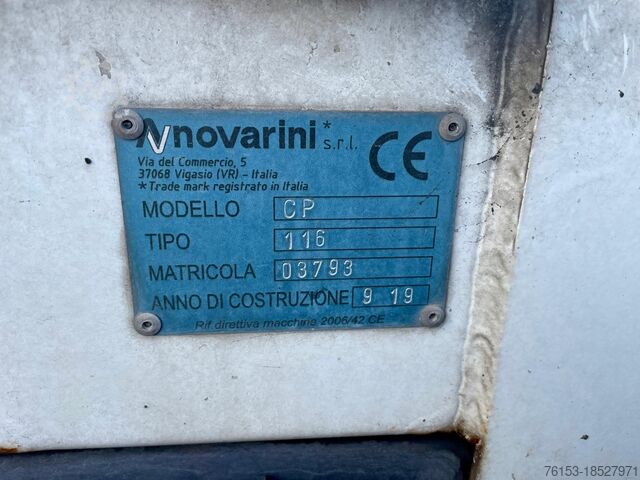 novarini * s.r.l. CE
Via del Commercio, 5
37068 Vigasio (VR) - Italia
* Trade mark registrato in Italia
MODELLO CP
TIPO 116
MATRICOLA 03793
ANNO DI COSTRUZIONE 9 19
Rif direttiva macchine 2006/42 CE
76153-18527971